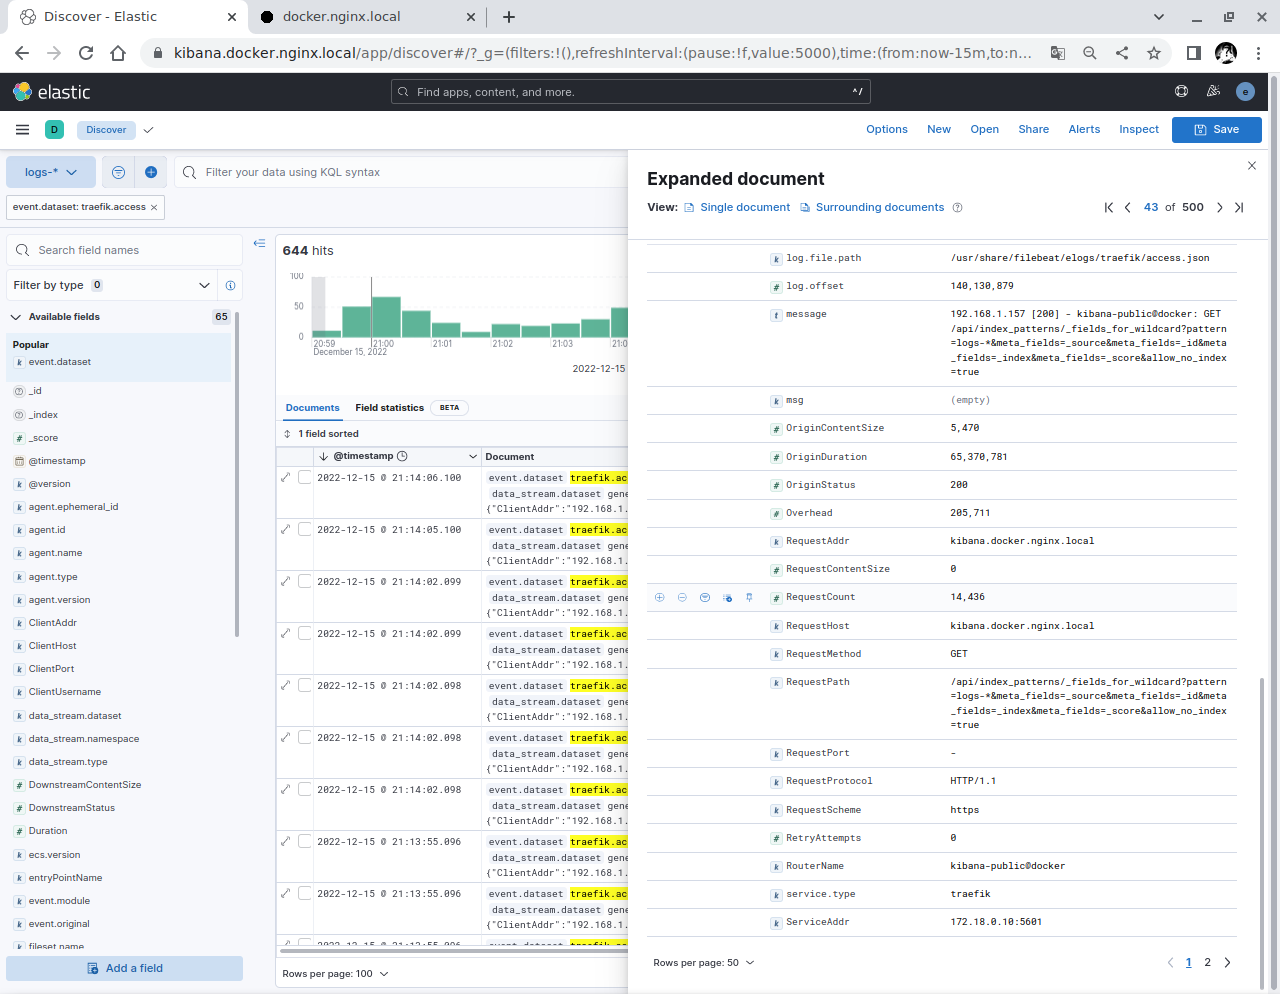 Discover - Elastic
docker.nginx.local
kibana.docker.nginx.local/app/discover#/?_g=(filters:!(),refreshInterval:(pause:!f,value:5000),time:(from:now-15m,to:n...
elastic
Find apps, content, and more.
^/
e
D
Discover
Options
New
Open
Share
Alerts
Inspect
Save
logs-*
Filter your data using KQL syntax
event.dataset: traefik.access
Search field names
Filter by type 0
Available fields 65
Popular
event.dataset
_id
_index
_score
@timestamp
@version
agent.ephemeral_id
agent.id
agent.name
agent.type
agent.version
ClientAddr
ClientHost
ClientPort
ClientUsername
data_stream.dataset
data_stream.namespace
data_stream.type
DownstreamContentSize
DownstreamStatus
Duration
ecs.version
entryPointName
event.module
event.original
fileset.name
Add a field
644 hits
100
50
0
20:59
December 15, 2022
21:00
21:01
21:02
21:03
21:0
2022-12-15
Documents
Field statistics
BETA
1 field sorted
@timestamp
Document
2022-12-15 @ 21:14:06.100
event.dataset traefik.ac
data_stream.dataset gene
{"ClientAddr":"192.168.1.
2022-12-15 @ 21:14:05.100
event.dataset traefik.ac
data_stream.dataset gene
{"ClientAddr":"192.168.1.
2022-12-15 @ 21:14:02.099
event.dataset traefik.ac
data_stream.dataset gene
{"ClientAddr":"192.168.1.
2022-12-15 @ 21:14:02.099
event.dataset traefik.ac
data_stream.dataset gene
{"ClientAddr":"192.168.1.
2022-12-15 @ 21:14:02.098
event.dataset traefik.ac
data_stream.dataset gene
{"ClientAddr":"192.168.1.
2022-12-15 @ 21:14:02.098
event.dataset traefik.ac
data_stream.dataset gene
{"ClientAddr":"192.168.1.
2022-12-15 @ 21:14:02.098
event.dataset traefik.ac
data_stream.dataset gene
{"ClientAddr":"192.168.1.
2022-12-15 @ 21:13:55.096
event.dataset traefik.ac
data_stream.dataset gene
{"ClientAddr":"192.168.1.
2022-12-15 @ 21:13:55.096
event.dataset traefik.ac
data_stream.dataset gene
{"ClientAddr":"192.168.1.
2022-12-15 @ 21:13:55.096
event.dataset traefik.ac
Rows per page: 100
Expanded document
View: Single document Surrounding documents
43 of 500
log.file.path /usr/share/filebeat/elogs/traefik/access.json
log.offset 140,130,879
message 192.168.1.157 [200] - kibana-public@docker: GET
/api/index_patterns/_fields_for_wildcard?pattern
=logs-*&meta_fields=_source&meta_fields=_id&meta
_fields=_index&meta_fields=_score&allow_no_index
=true
msg (empty)
OriginContentSize 5,470
OriginDuration 65,370,781
OriginStatus 200
Overhead 205,711
RequestAddr kibana.docker.nginx.local
RequestContentSize 0
RequestCount 14,436
RequestHost kibana.docker.nginx.local
RequestMethod GET
RequestPath /api/index_patterns/_fields_for_wildcard?pattern
=logs-*&meta_fields=_source&meta_fields=_id&meta
_fields=_index&meta_fields=_score&allow_no_index
=true
RequestPort -
RequestProtocol HTTP/1.1
RequestScheme https
RetryAttempts 0
RouterName kibana-public@docker
service.type traefik
ServiceAddr 172.18.0.10:5601
Rows per page: 50
1 2